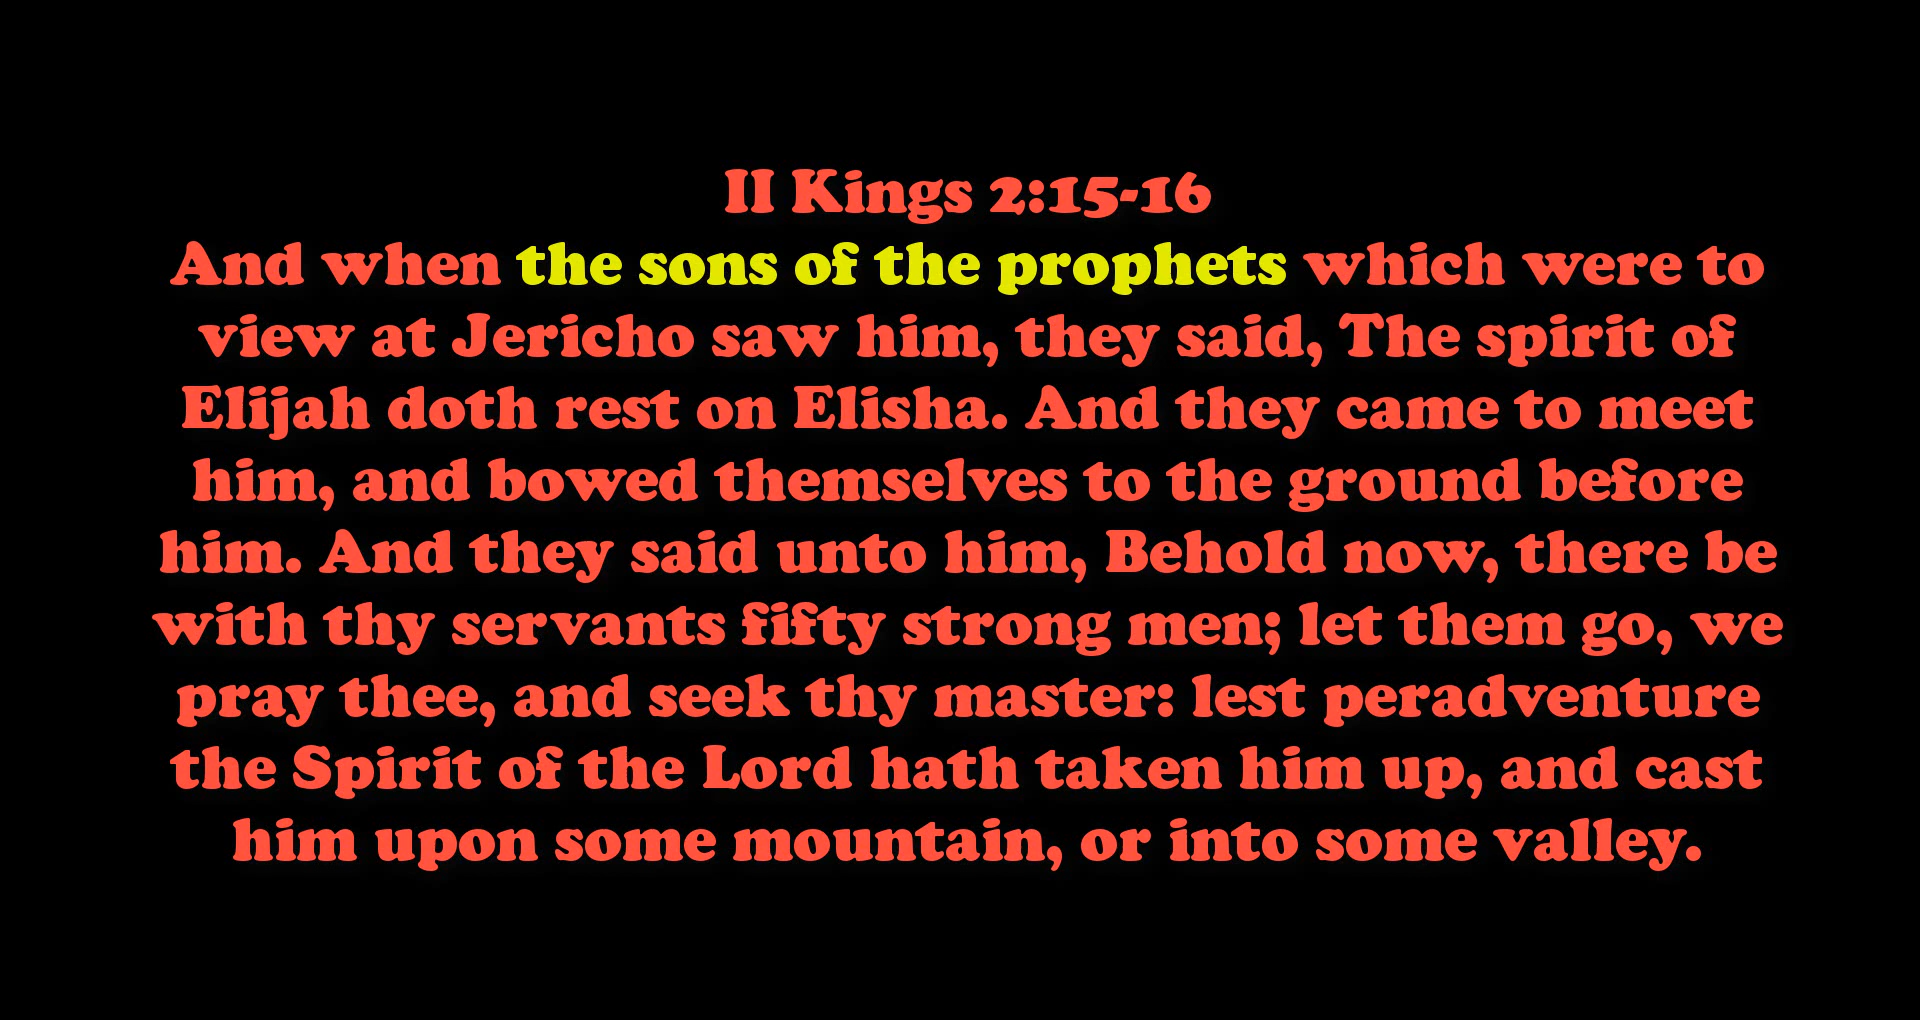 II Kings 2:15-16
And when the sons of the prophets which were to
view at Jericho saw him, they said, The spirit of
Elijah doth rest on Elisha. And they came to meet
him, and bowed themselves to the ground before
him. And they said unto him, Behold now, there be
with thy servants fifty strong men; let them go, we
pray thee, and seek thy master: lest peradventure
the Spirit of the Lord hath taken him up, and cast
him upon some mountain, or into some valley.